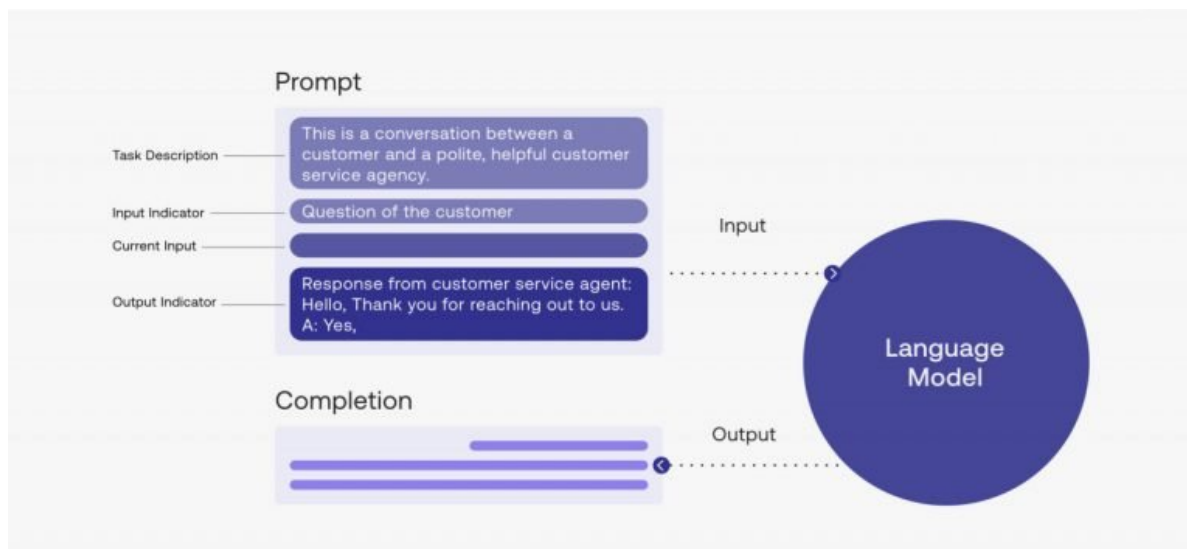 Prompt
Task Description
This is a conversation between a
customer and a polite, helpful customer
service agency.
Input Indicator
Question of the customer
Current Input
Output Indicator
Response from customer service agent:
Hello, Thank you for reaching out to us.
A: Yes,
Input
Language
Model
Completion
Output